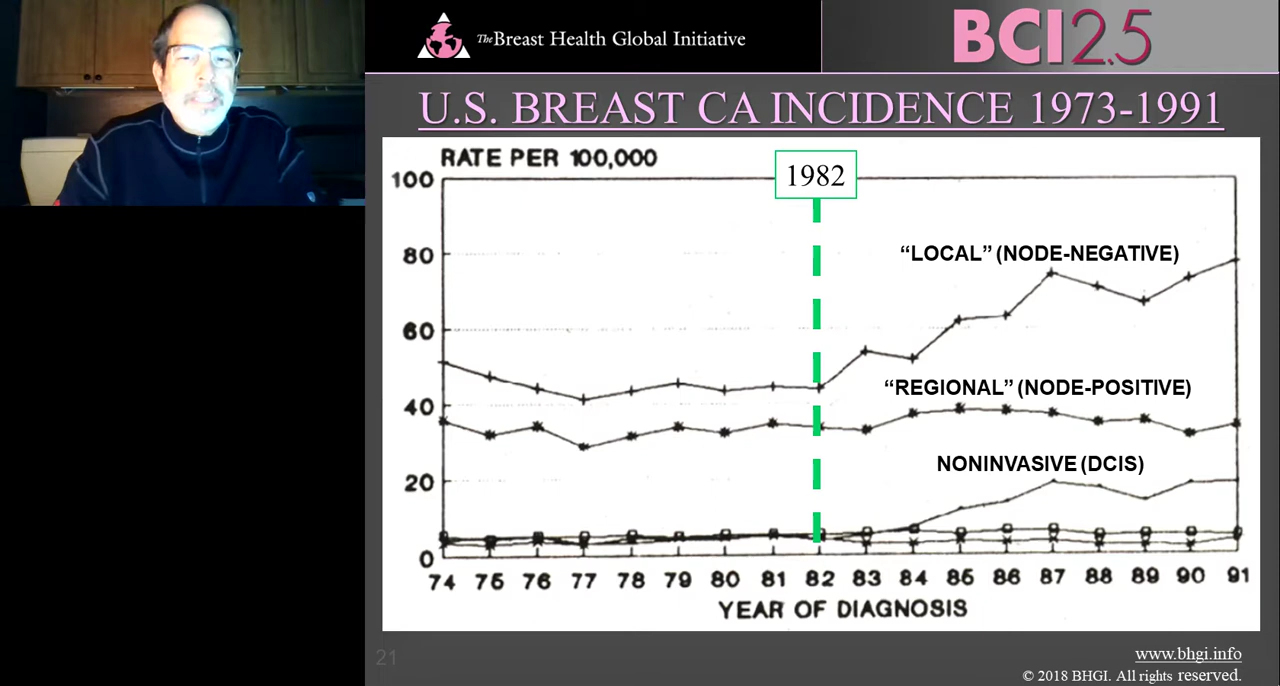 The Breast Health Global Initiative
BCI2.5
U.S. BREAST CA INCIDENCE 1973-1991
RATE PER 100,000
1982
100
80
60
40
20
0
“LOCAL” (NODE-NEGATIVE)
“REGIONAL” (NODE-POSITIVE)
NONINVASIVE (DCIS)
74 75 76 77 78 79 80 81 82 83 84 85 86 87 88 89 90 91
YEAR OF DIAGNOSIS
21
www.bhgi.info
© 2018 BHGI. All rights reserved.